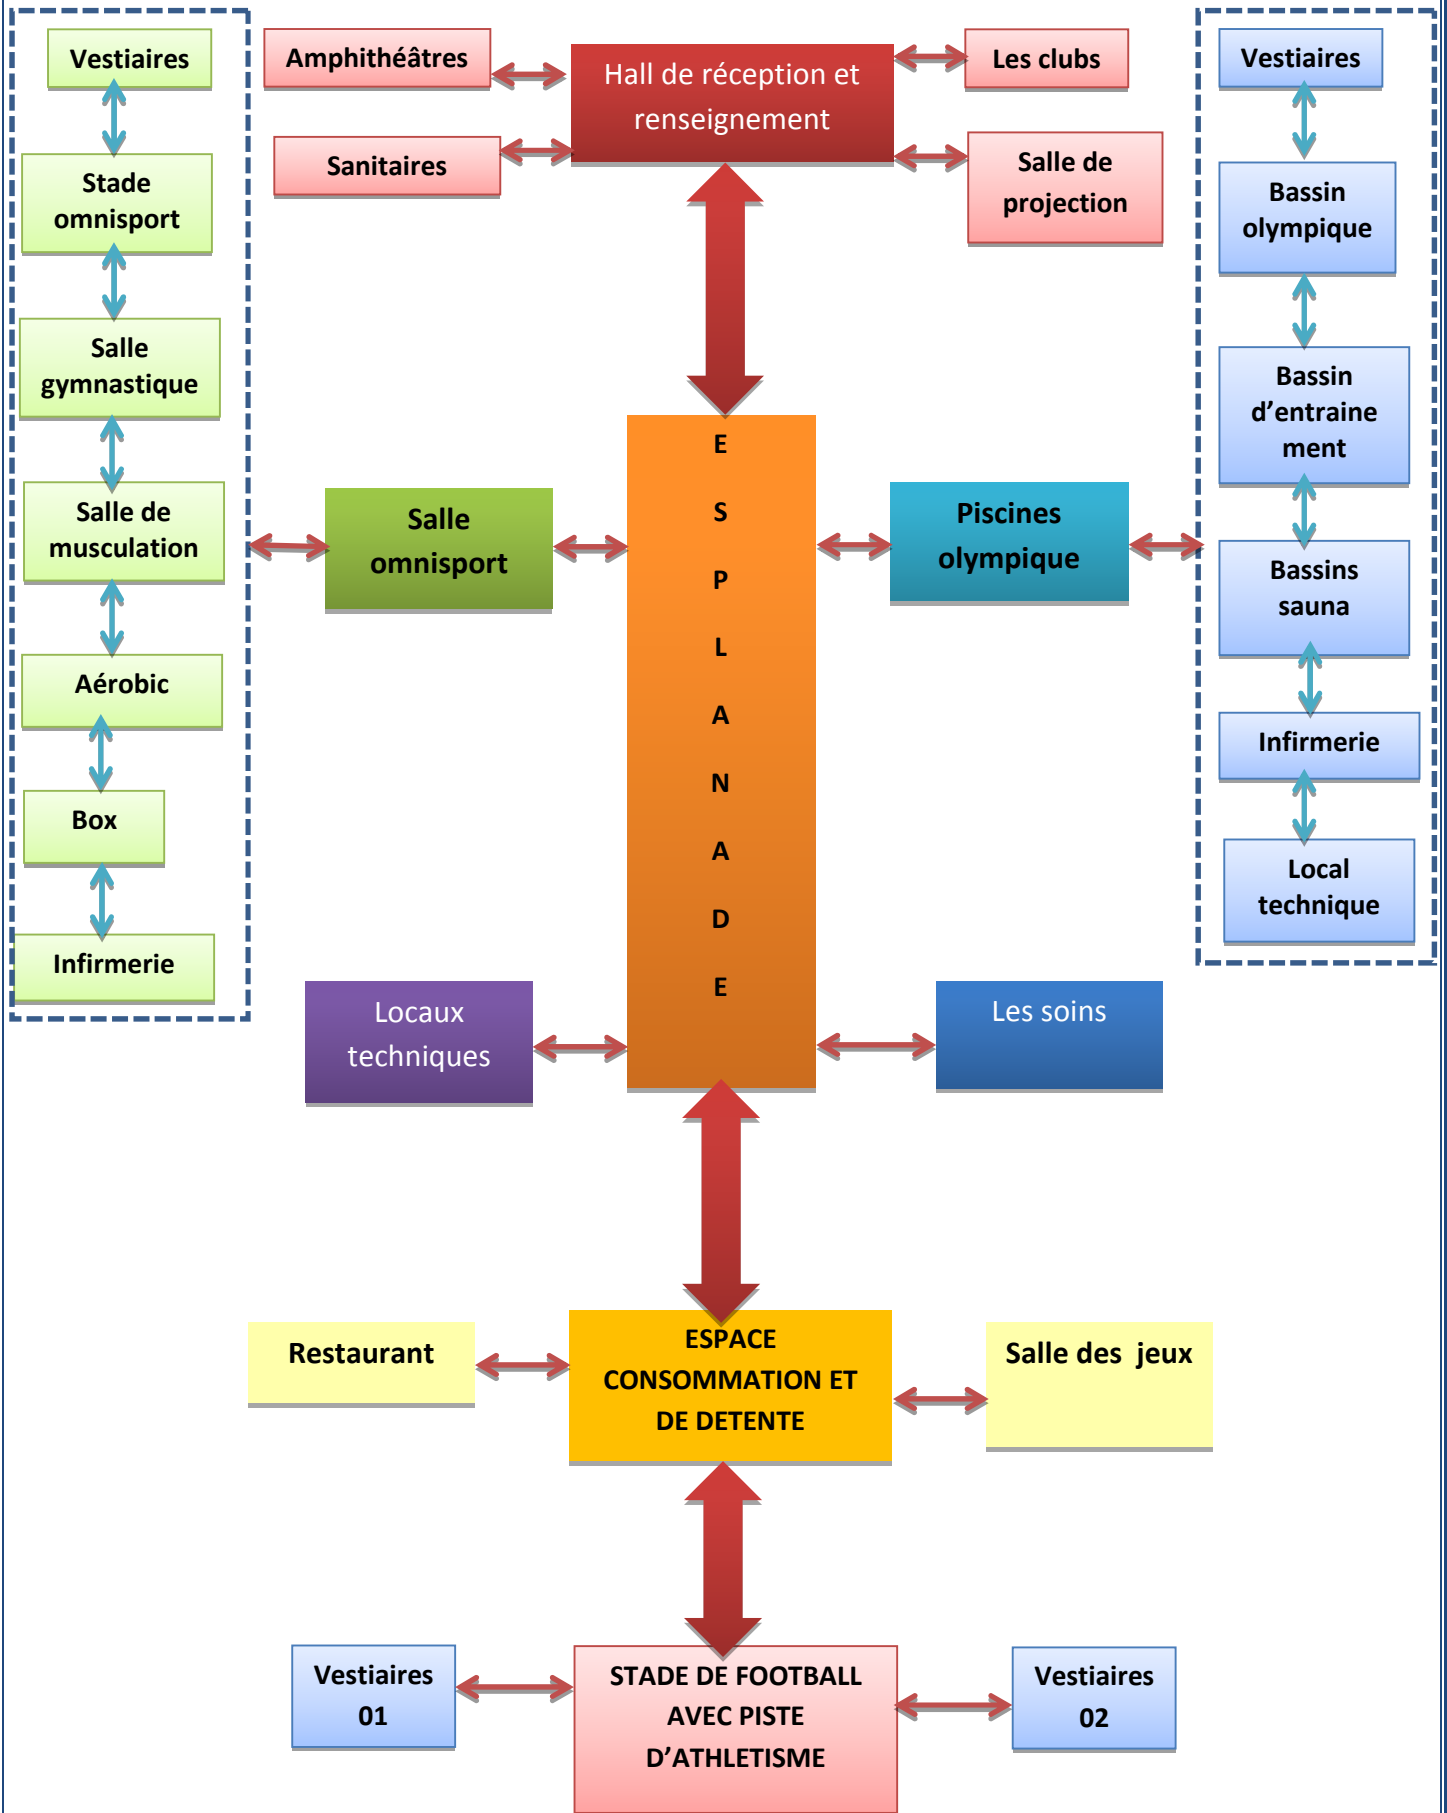 Vestiaires
Stade
omnisport
Salle
gymnastique
Salle de
musculation
Aérobic
Box
Infirmerie
Amphithéâtres
Sanitaires
Hall de réception et
renseignement
Les clubs
Salle de
projection
Vestiaires
Bassin
olympique
Bassin
d’entraine
ment
Bassins
sauna
Infirmerie
Local
technique
Salle
omnisport
E
S
P
L
A
N
A
D
E
Piscines
olympique
Locaux
techniques
Les soins
Restaurant
ESPACE
CONSOMMATION ET
DE DETENTE
Salle des  jeux
Vestiaires
01
STADE DE FOOTBALL
AVEC PISTE
D’ATHLETISME
Vestiaires
02